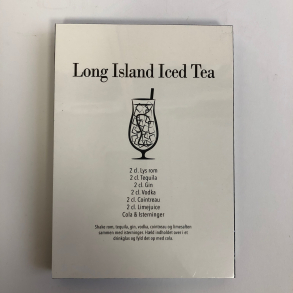 Long Island Iced Tea
2 cl. Lys rom
2 cl. Tequila
2 cl. Gin
2 cl. Vodka
2 cl. Cointreau
2 cl. Limejuice
Cola & Isterninger
Shake rom, tequila, gin, vodka, cointreau og limesaften
sammen med isterninger. Hæld indholdet over i et
drinkglas og fyld det op med cola.